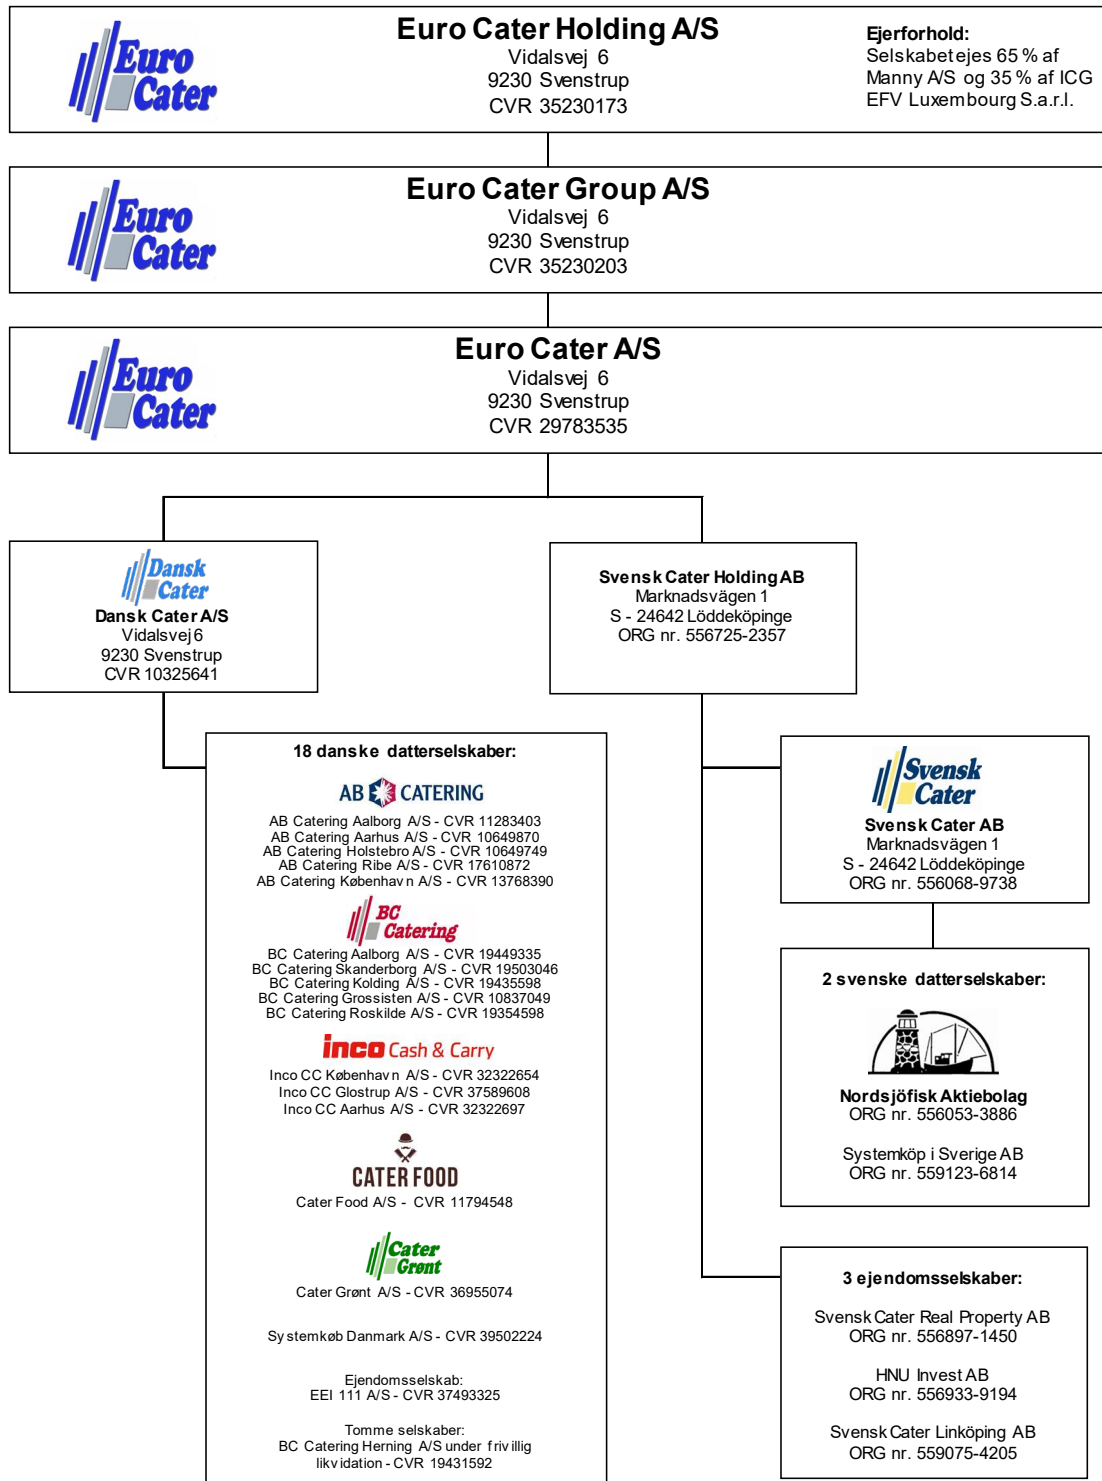 Euro
Cater
Euro Cater Holding A/S
Vidalsvej 6
9230 Svenstrup
CVR 35230173
Ejerforhold:
Selskabet ejes 65 % af
Manny A/S og 35 % af ICG
EFV Luxembourg S.a.r.l.
Euro
Cater
Euro Cater Group A/S
Vidalsvej 6
9230 Svenstrup
CVR 35230203
Euro
Cater
Euro Cater A/S
Vidalsvej 6
9230 Svenstrup
CVR 29783535
Dansk
Cater
Dansk Cater A/S
Vidalsvej 6
9230 Svenstrup
CVR 10325641
Svensk Cater Holding AB
Marknadsvägen 1
S - 24642 Löddeköpinge
ORG nr. 556725-2357
18 danske datterselskaber:
AB CATERING
AB Catering Aalborg A/S - CVR 11283403
AB Catering Aarhus A/S - CVR 10649870
AB Catering Holstebro A/S - CVR 10649749
AB Catering Ribe A/S - CVR 17610872
AB Catering København A/S - CVR 13768390
BC
Catering
BC Catering Aalborg A/S - CVR 19449335
BC Catering Skanderborg A/S - CVR 19503046
BC Catering Kolding A/S - CVR 19435598
BC Catering Grossisten A/S - CVR 10837049
BC Catering Roskilde A/S - CVR 19354598
inco Cash & Carry
Inco CC København A/S - CVR 32322654
Inco CC Glostrup A/S - CVR 37589608
Inco CC Aarhus A/S - CVR 32322697
CATER FOOD
Cater Food A/S - CVR 11794548
Cater
Grønt
Cater Grønt A/S - CVR 36955074
Systemkøb Danmark A/S - CVR 39502224
Ejendomsselskab:
EEI 111 A/S - CVR 37493325
Tomme selskaber:
BC Catering Herning A/S under frivillig
likvidation - CVR 19431592
Svensk
Cater
Svensk Cater AB
Marknadsvägen 1
S - 24642 Löddeköpinge
ORG nr. 556068-9738
2 svenske datterselskaber:
Nordsjöfisk Aktiebolag
ORG nr. 556053-3886
Systemköp i Sverige AB
ORG nr. 559123-6814
3 ejendomsselskaber:
Svensk Cater Real Property AB
ORG nr. 556897-1450
HNU Invest AB
ORG nr. 556933-9194
Svensk Cater Linköping AB
ORG nr. 559075-4205